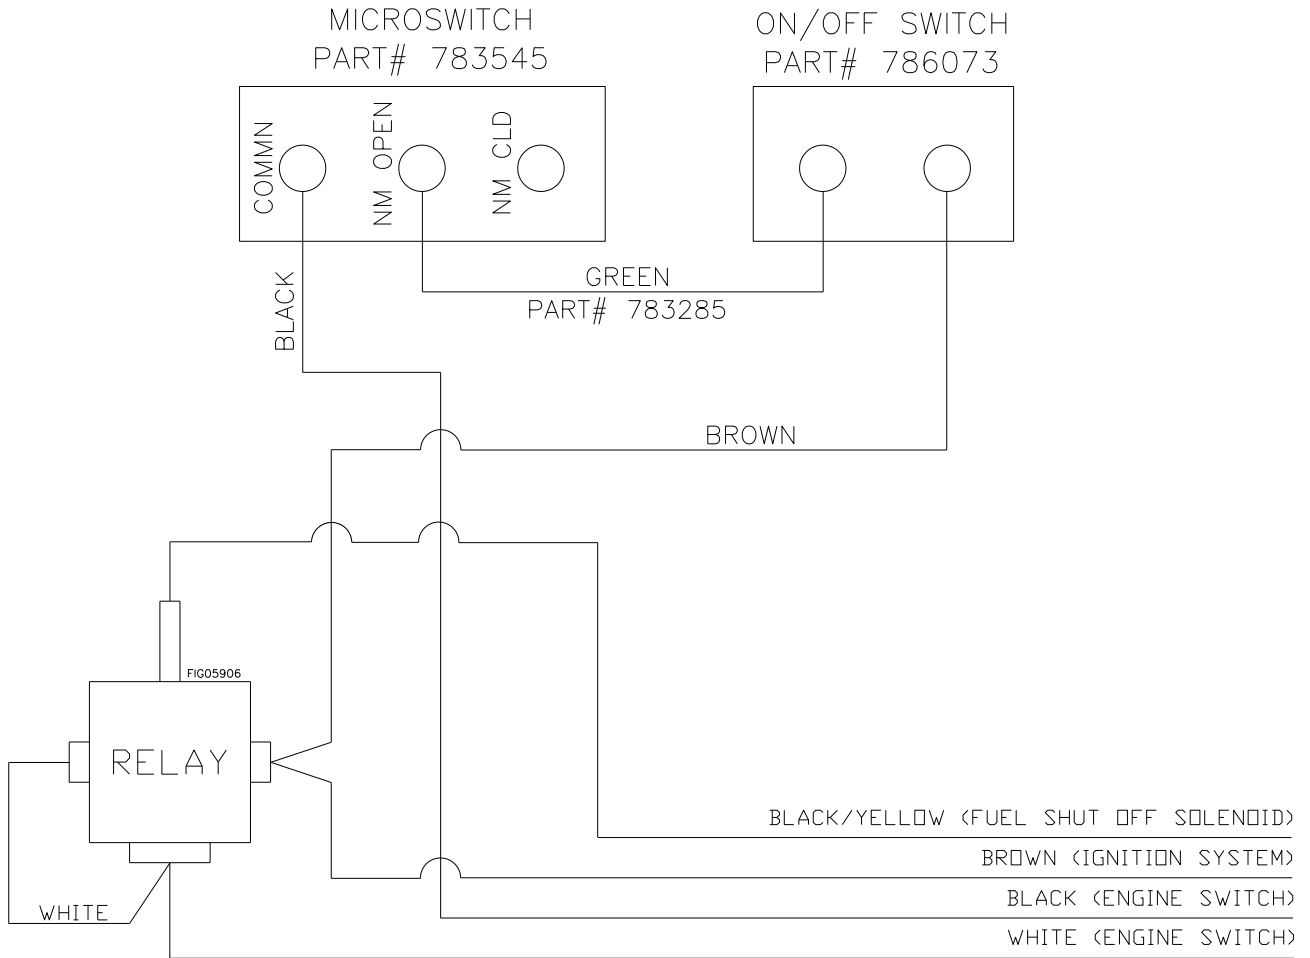 MICROSWITCH
PART# 783545
ON/OFF SWITCH
PART# 786073
COMMN
NM OPEN
NM CLD
BLACK
GREEN
PART# 783285
BROWN
FIG05906
RELAY
WHITE
BLACK/YELLOW (FUEL SHUT OFF SOLENOID)
BROWN (IGNITION SYSTEM)
BLACK (ENGINE SWITCH)
WHITE (ENGINE SWITCH)